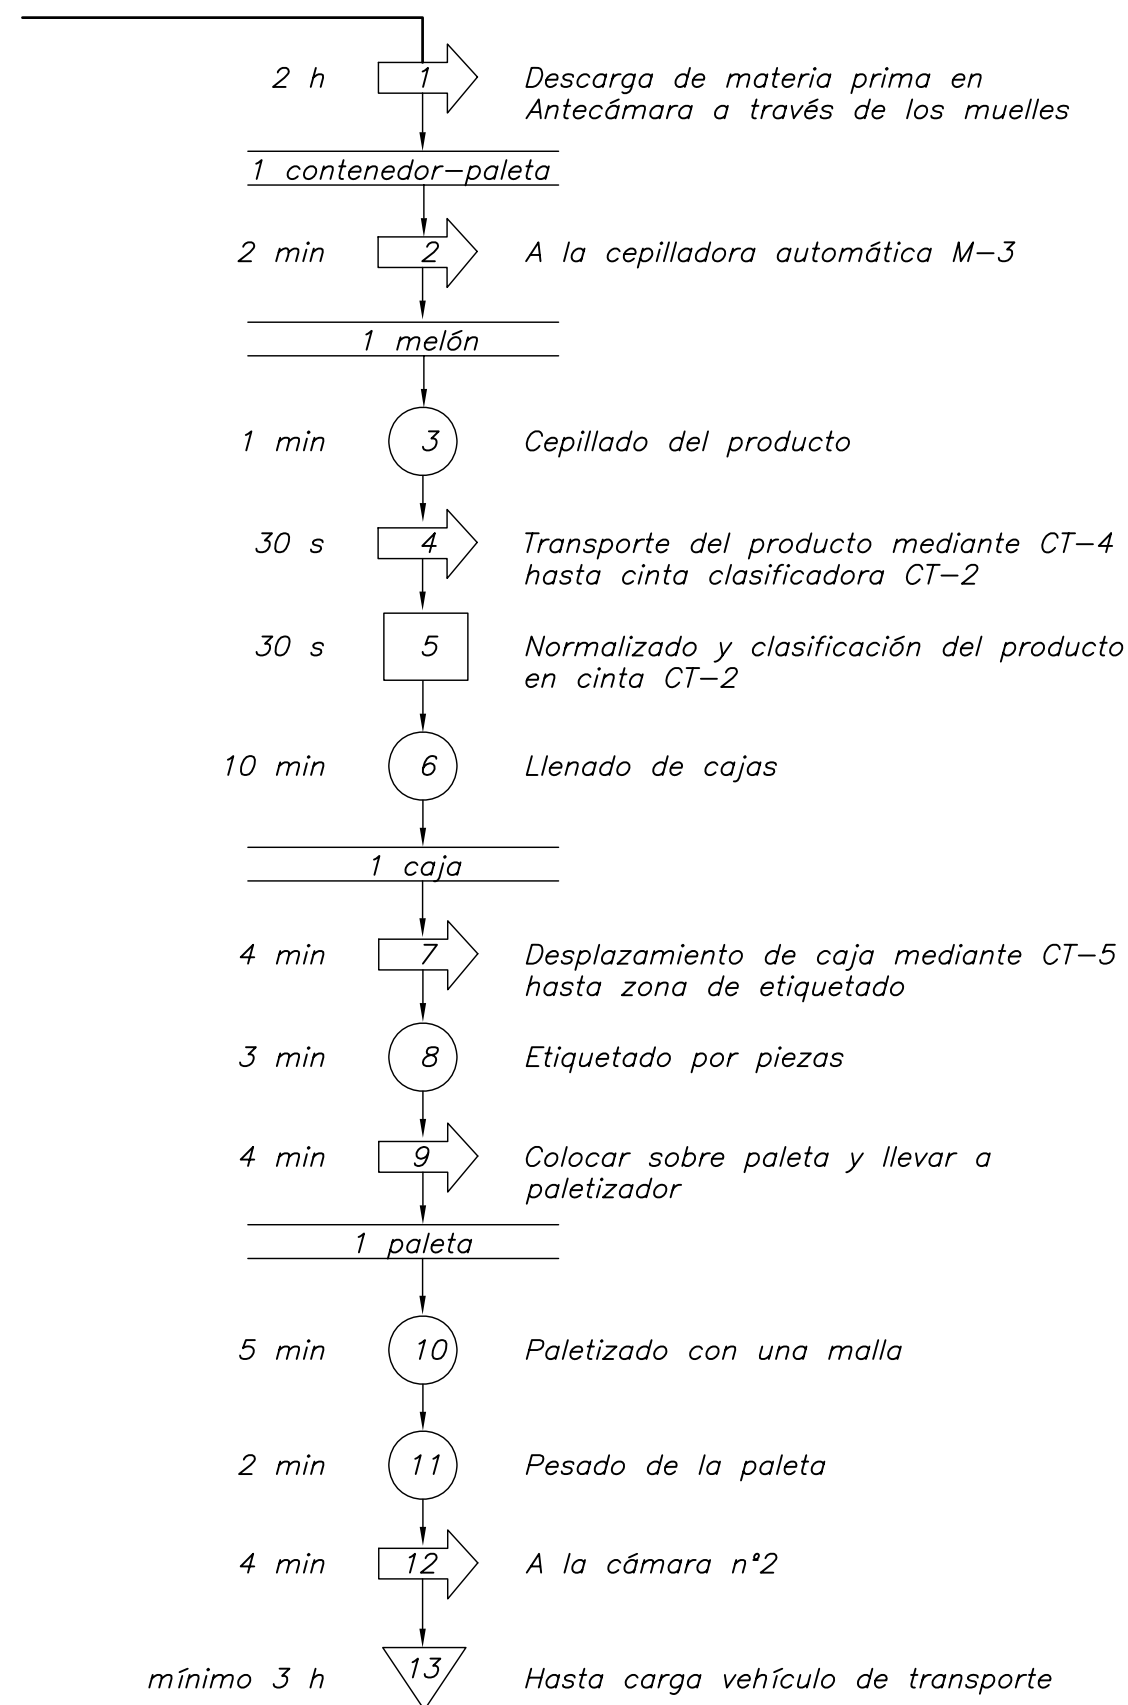 2 h 1 Descarga de materia prima en
Antecámara a través de los muelles
1 contenedor-paleta
2 min 2 A la cepilladora automática M-3
1 melón
1 min 3 Cepillado del producto
30 s 4 Transporte del producto mediante CT-4
hasta cinta clasificadora CT-2
30 s 5 Normalizado y clasificación del producto
en cinta CT-2
10 min 6 Llenado de cajas
1 caja
4 min 7 Desplazamiento de caja mediante CT-5
hasta zona de etiquetado
3 min 8 Etiquetado por piezas
4 min 9 Colocar sobre paleta y llevar a
paletizador
1 paleta
5 min 10 Paletizado con una malla
2 min 11 Pesado de la paleta
4 min 12 A la cámara nº2
mínimo 3 h 13 Hasta carga vehículo de transporte